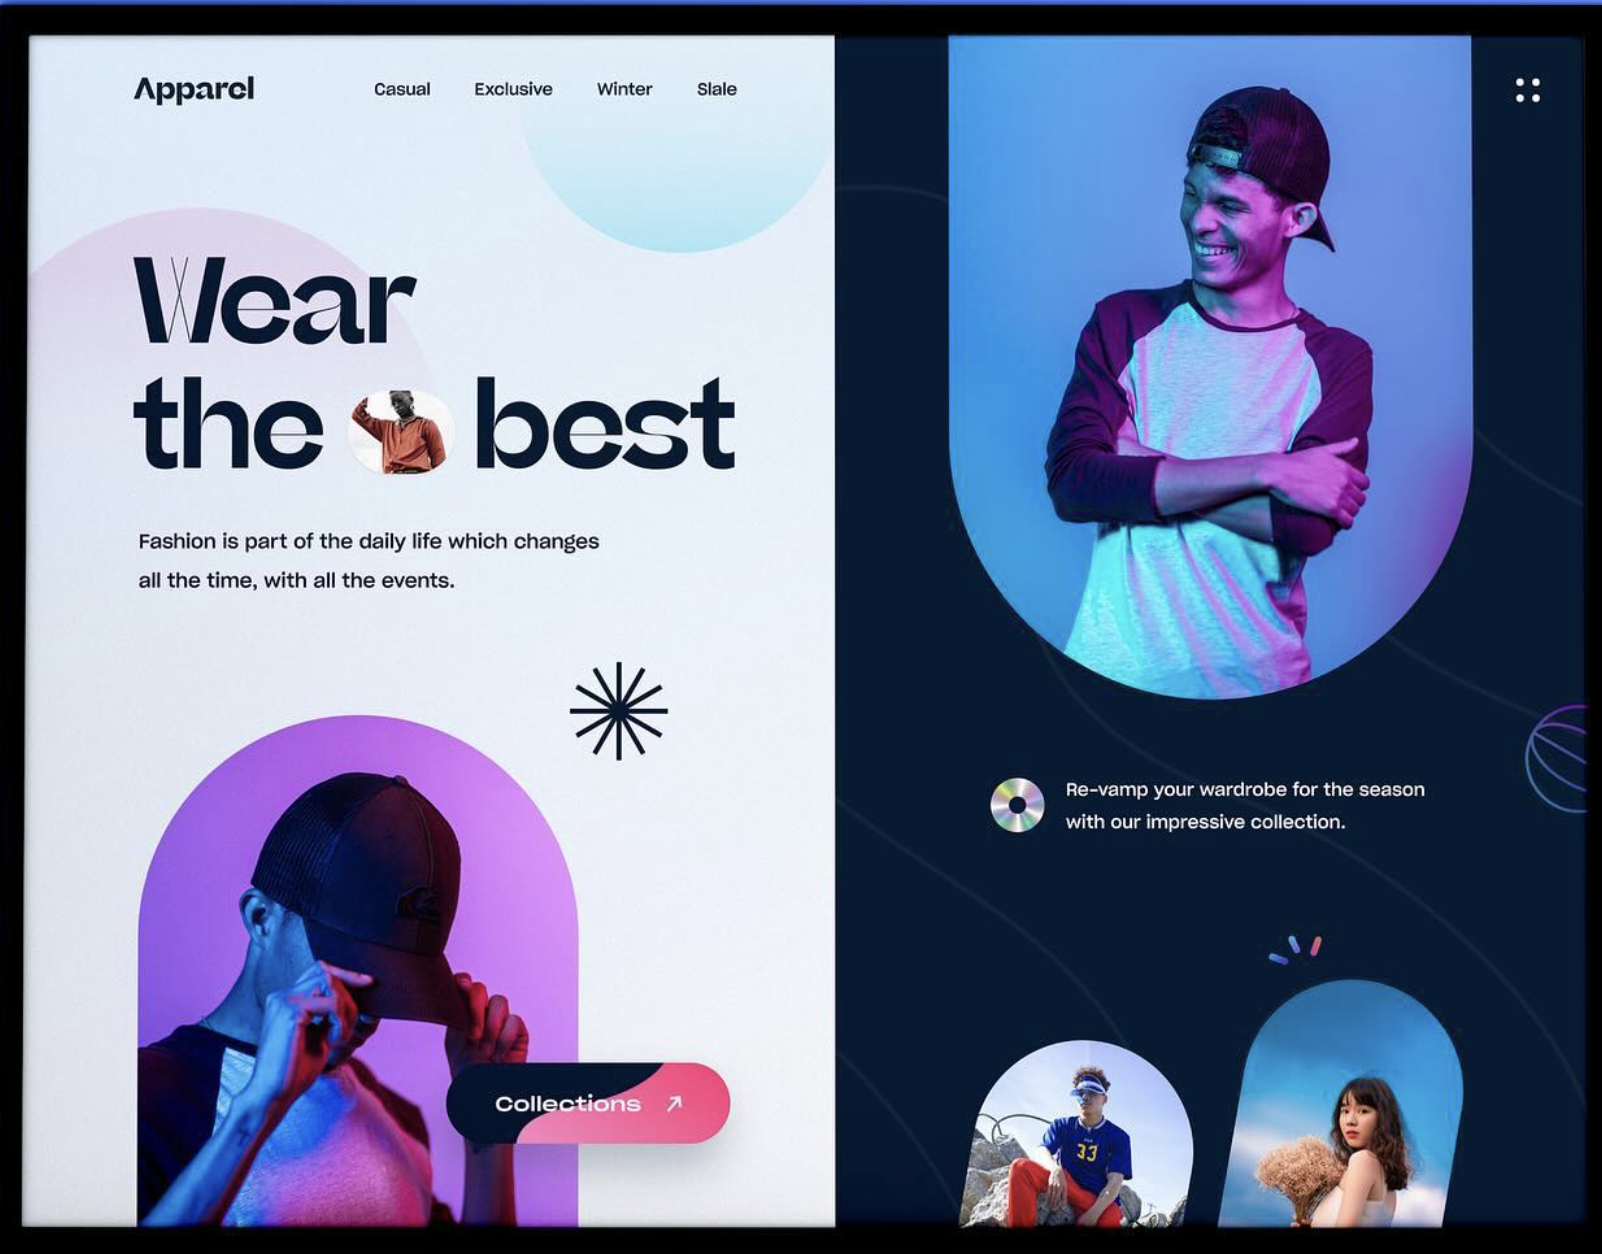 Apparel
Casual Exclusive Winter Slale
Wear
the best
Fashion is part of the daily life which changes
all the time, with all the events.
Collections
Re-vamp your wardrobe for the season
with our impressive collection.
33